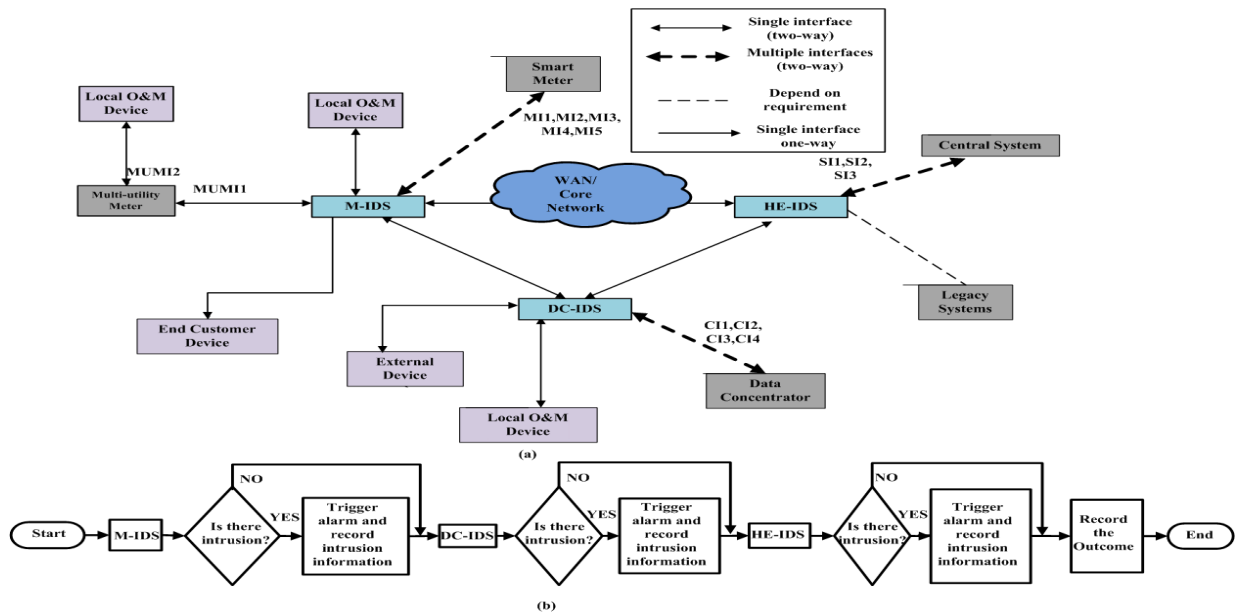 Single interface
(two-way)
Multiple interfaces
(two-way)
Depend on
requirement
Single interface
one-way
Smart
Meter
Local O&M
Device
Local O&M
Device
MI1,MI2,MI3,
MI4,MI5
Central System
SI1,SI2,
SI3
MUMI2
MUMI1
Multi-utility
Meter
M-IDS
WAN/
Core
Network
HE-IDS
DC-IDS
Legacy
Systems
End Customer
Device
CI1,CI2,
CI3,CI4
External
Device
Data
Concentrator
Local O&M
Device
(a)
Start
M-IDS
Is there
intrusion?
NO
YES
Trigger
alarm and
record
intrusion
information
DC-IDS
Is there
intrusion?
NO
YES
Trigger
alarm and
record
intrusion
information
HE-IDS
Is there
intrusion?
NO
YES
Trigger
alarm and
record
intrusion
information
Record
the
Outcome
End
(b)